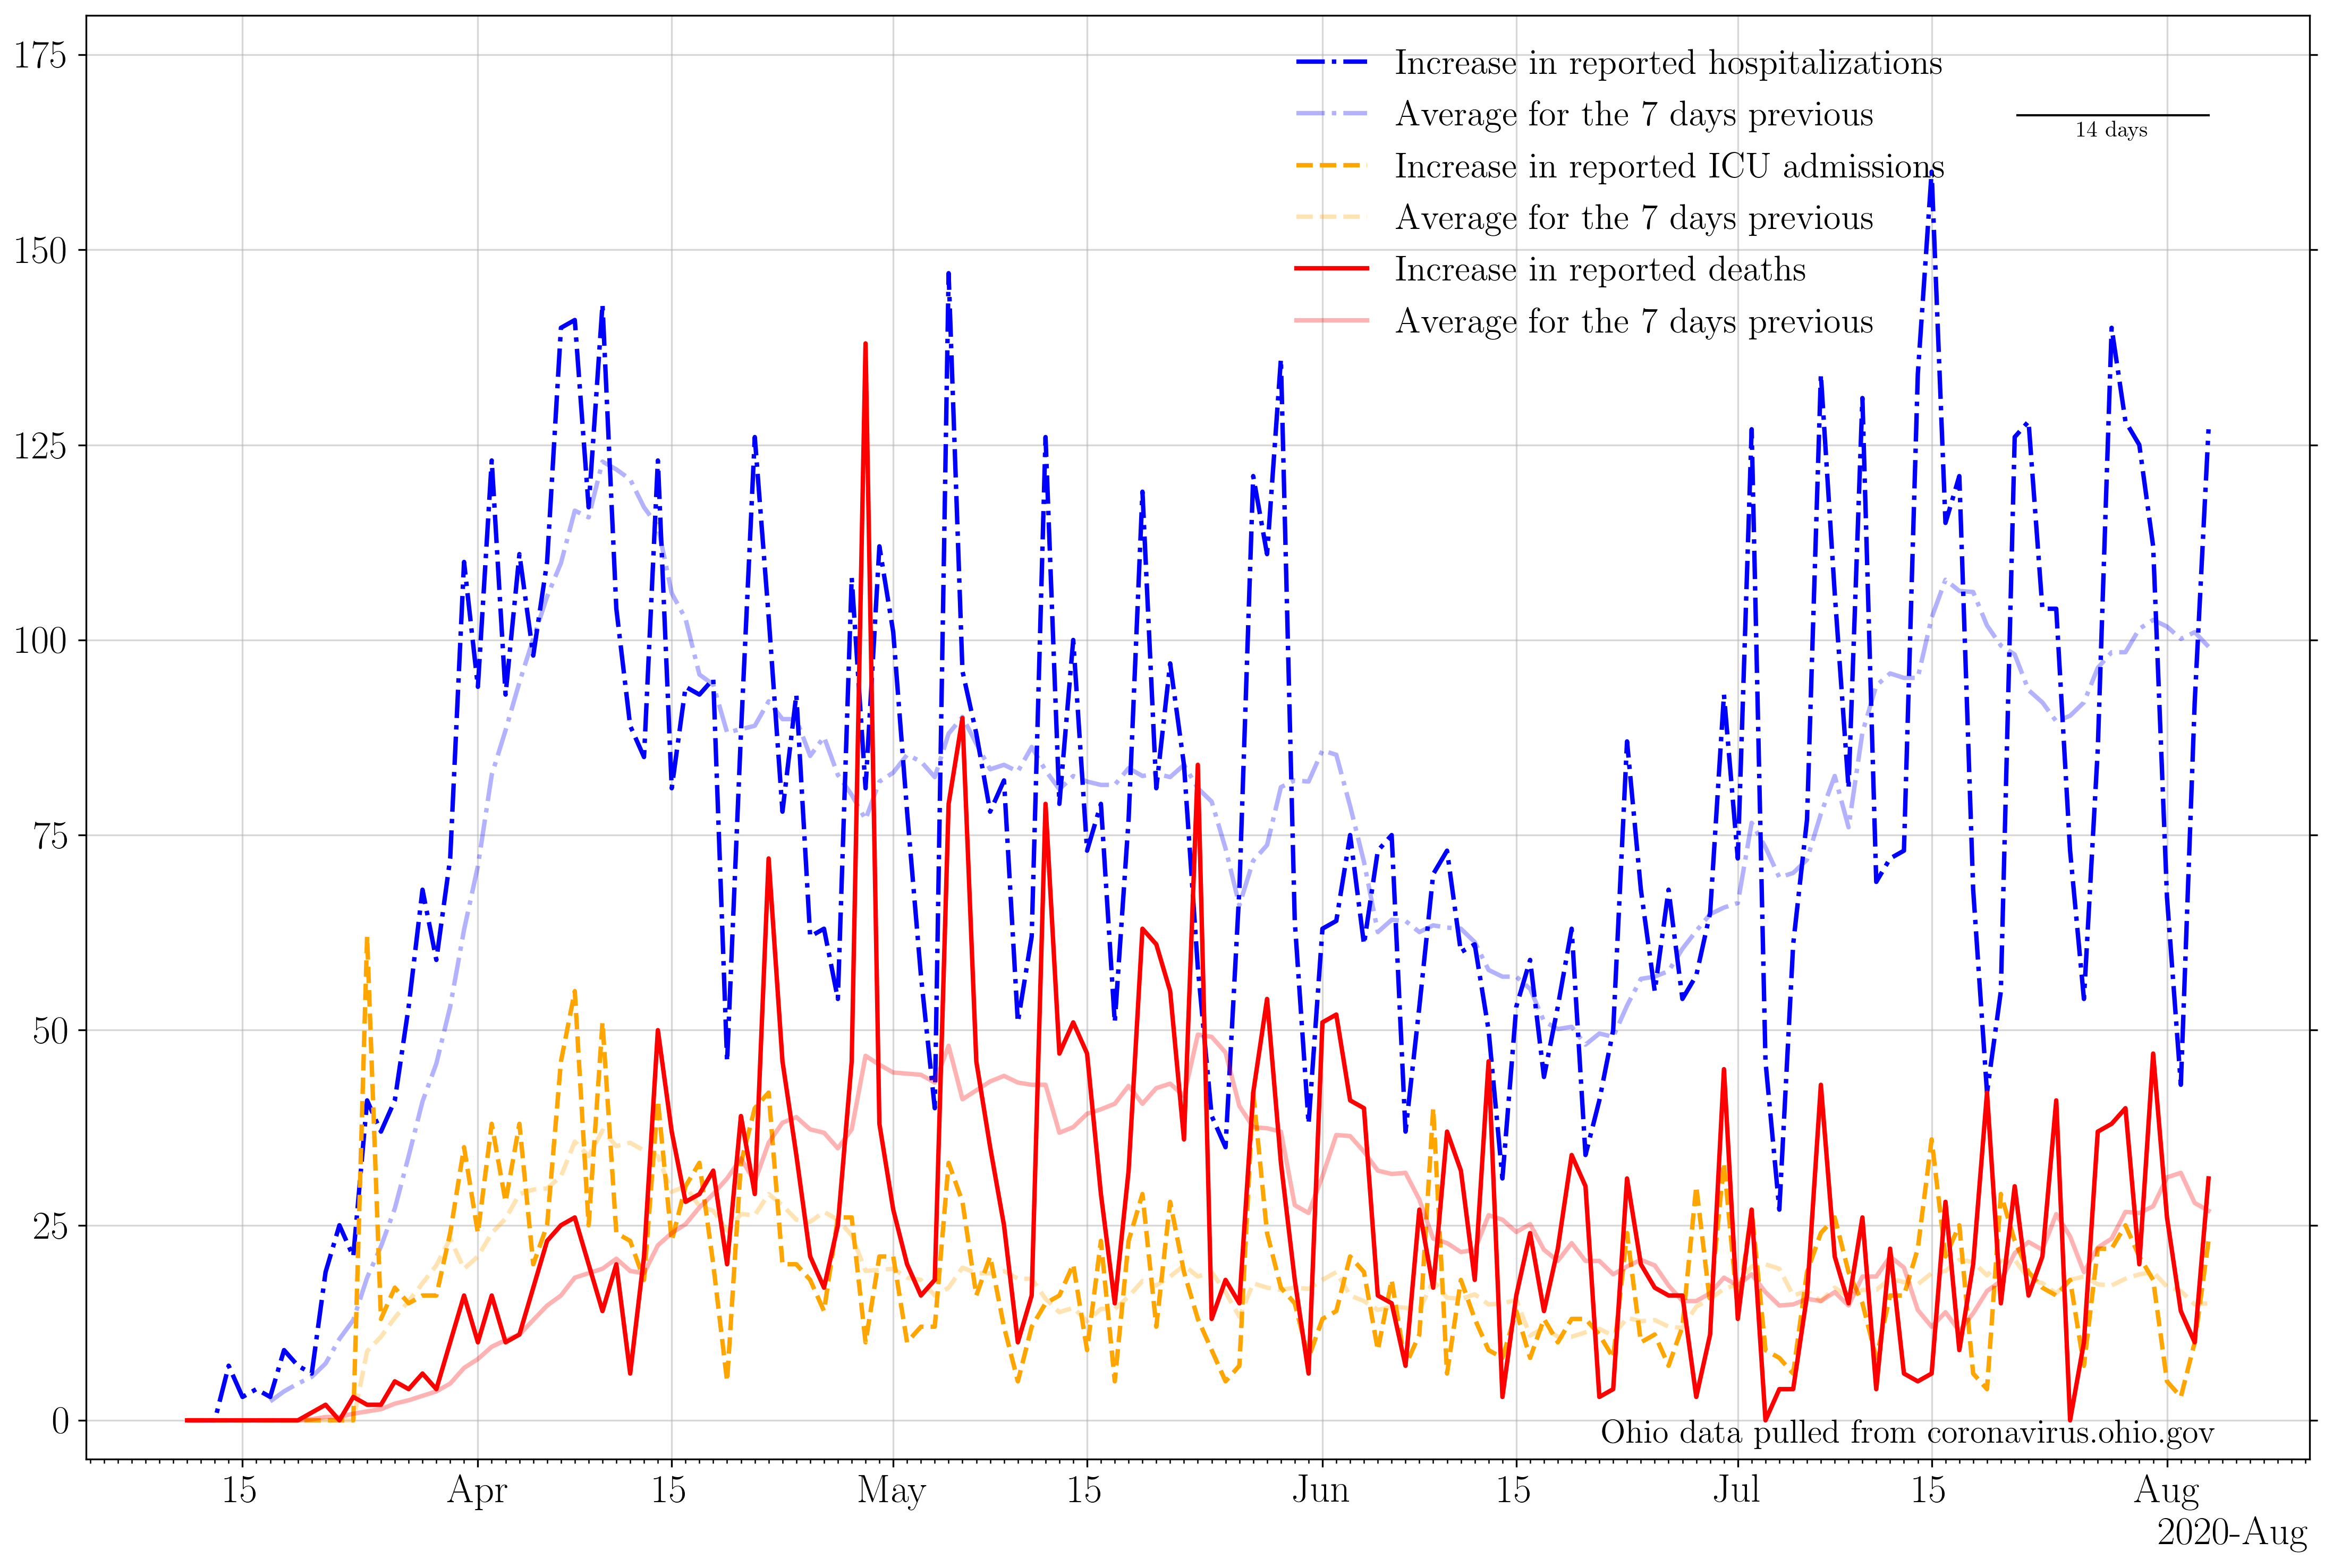 175
150
125
100
75
50
25
0
Increase in reported hospitalizations
Average for the 7 days previous
Increase in reported ICU admissions
Average for the 7 days previous
Increase in reported deaths
Average for the 7 days previous
14 days
Ohio data pulled from coronavirus.ohio.gov
15 Apr 15 May 15 Jun 15 Jul 15 Aug
2020-Aug